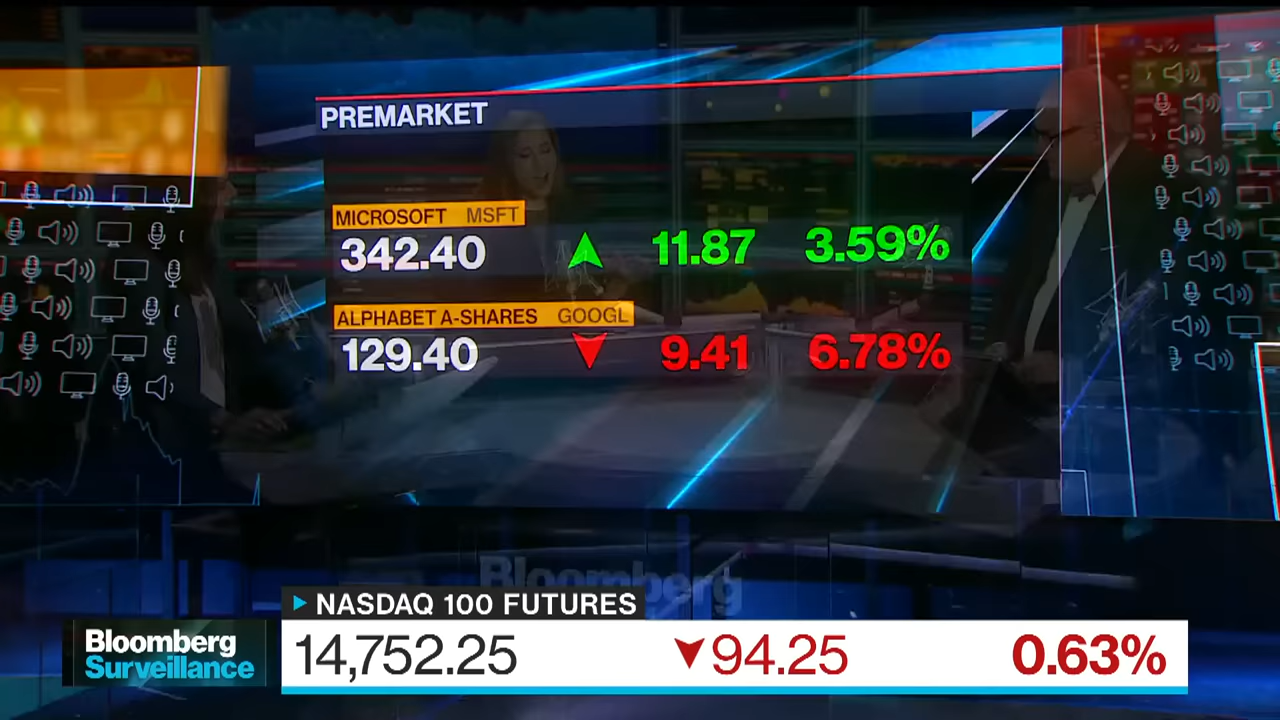 PREMARKET
MICROSOFT MSFT
342.40 ▲ 11.87 3.59%
ALPHABET A-SHARES GOOGL
129.40 ▼ 9.41 6.78%
Bloomberg
▶ NASDAQ 100 FUTURES
Bloomberg
Surveillance
14,752.25 ▼94.25 0.63%